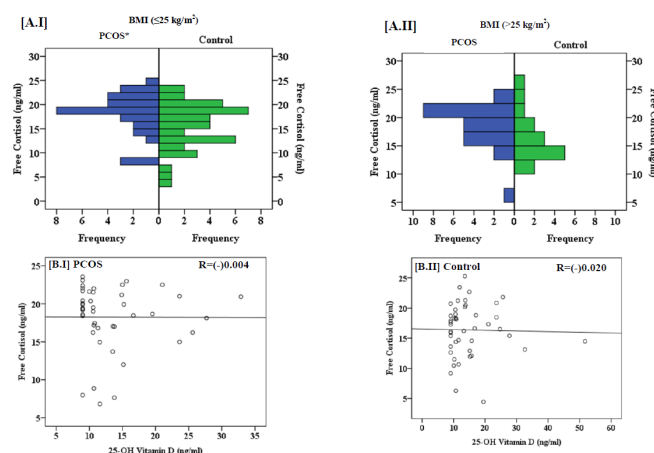 [A.I] BMI (≤25 kg/m²)
PCOS* Control
Free Cortisol (ng/ml)
30 25 20 15 10 5 0
30 25 20 15 10 5 0
Free Cortisol (ng/ml)
8 6 4 2 0 2 4 6 8
Frequency Frequency
[A.II] BMI (>25 kg/m²)
PCOS Control
Free Cortisol (ng/ml)
30 25 20 15 10 5
30 25 20 15 10 5
Free Cortisol (ng/ml)
10 8 6 4 2 0 2 4 6 8 10
Frequency Frequency
[B.I] PCOS R=(-)0.004
Free Cortisol (ng/ml)
25 20 15 10 5
5 10 15 20 25 30 35
25-OH Vitamin D (ng/ml)
[B.II] Control R=(-)0.020
Free Cortisol (ng/ml)
25 20 15 10 5
0 10 20 30 40 50 60
25-OH Vitamin D (ng/ml)